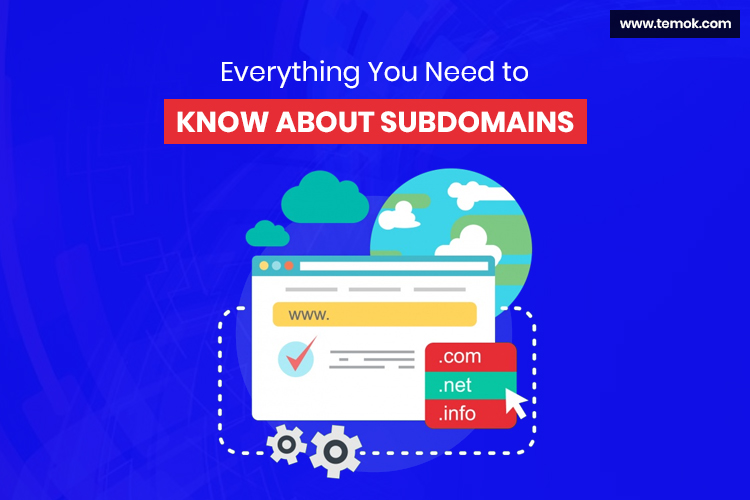 www.temok.com
Everything You Need to
KNOW ABOUT SUBDOMAINS
www.
.com
.net
.info